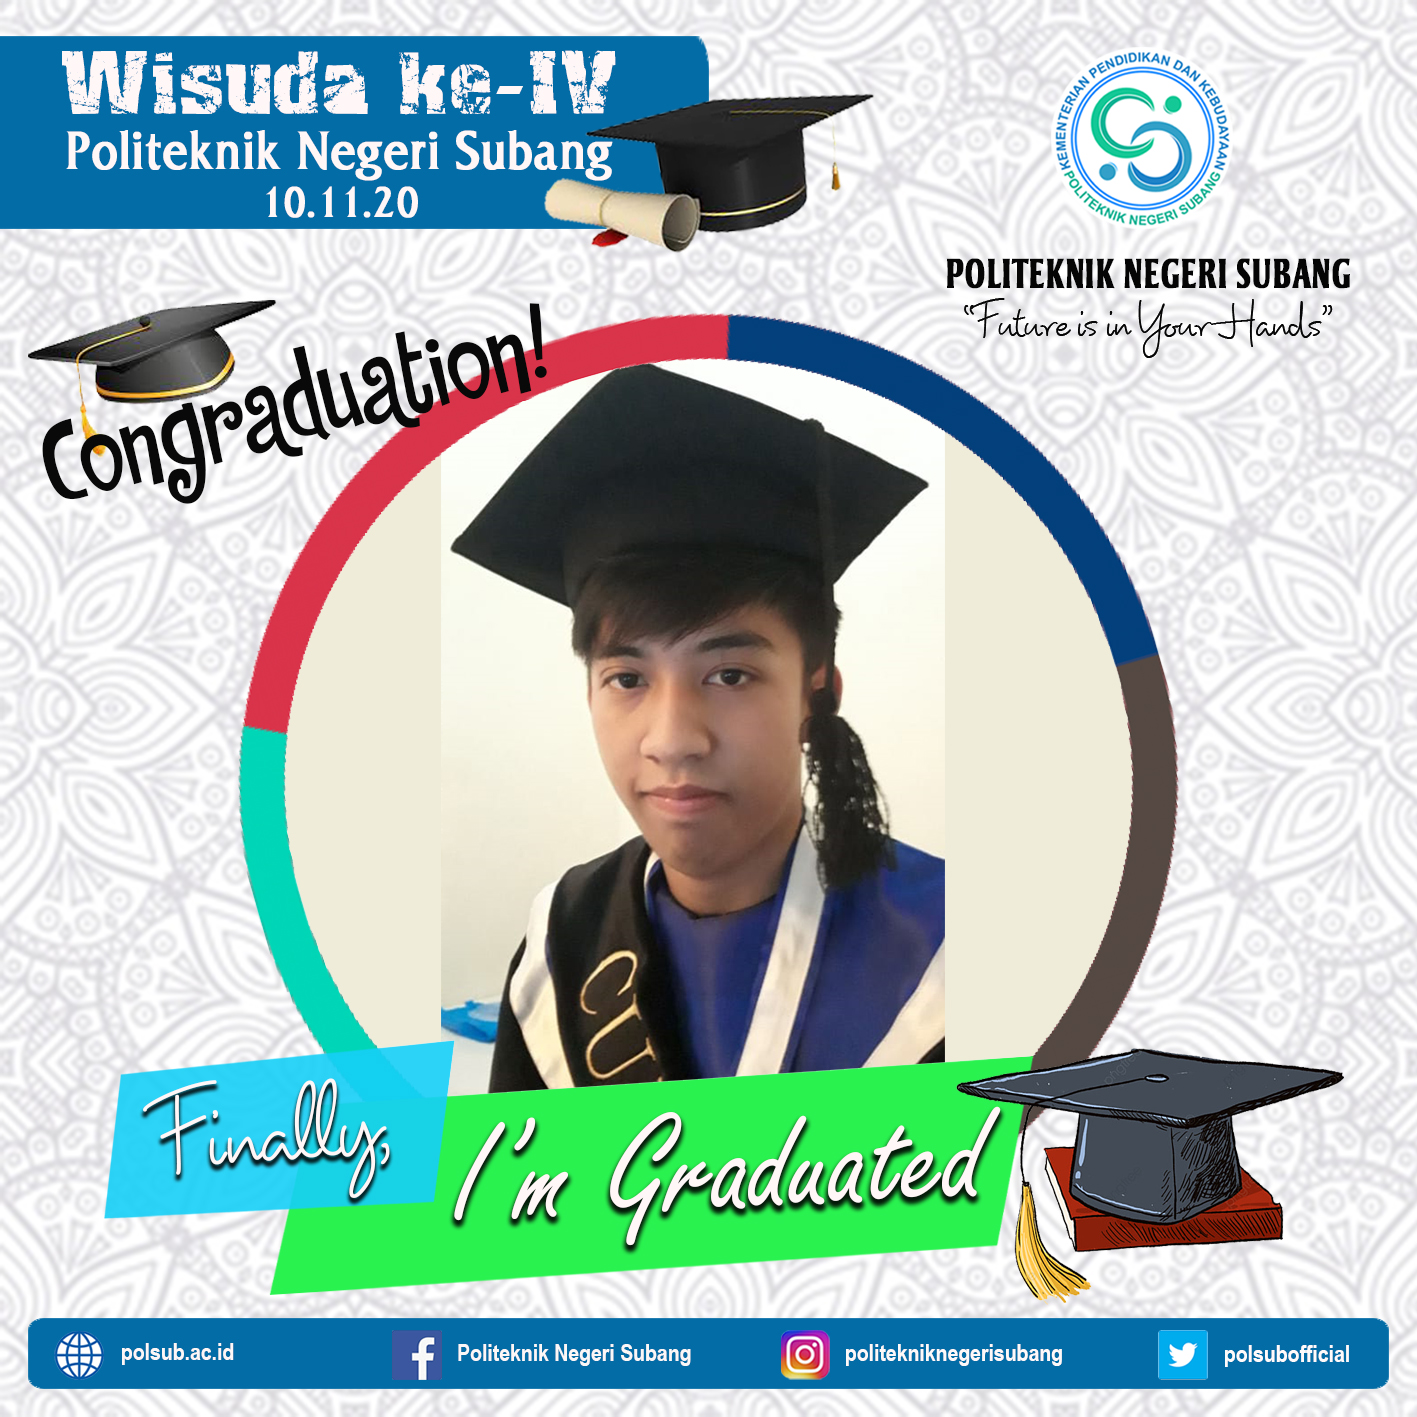 Wisuda ke-IV
Politeknik Negeri Subang
10.11.20
KEMENTERIAN PENDIDIKAN DAN KEBUDAYAAN
POLITEKNIK NEGERI SUBANG
POLITEKNIK NEGERI SUBANG
“Future is in Your Hands”
Congraduation!
CU
Finally,
I'm Graduated
polsub.ac.id
Politeknik Negeri Subang
politekniknegerisubang
polsubofficial